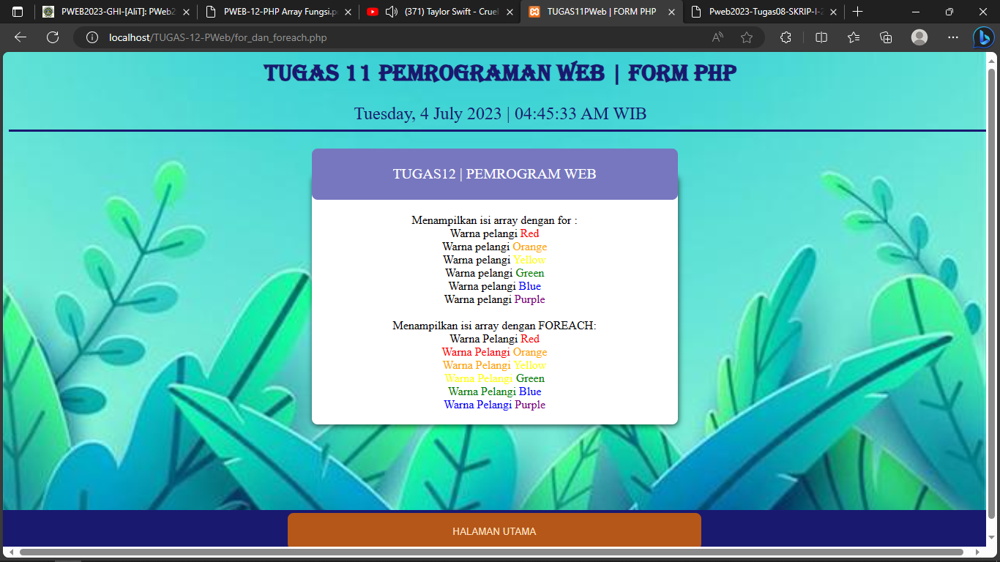 PWEB2023-GHI-[AliT]: PWeb2
PWEB-12-PHP Array Fungsi.p
(371) Taylor Swift - Cruel
TUGAS11PWeb | FORM PHP
Pweb2023-Tugas08-SKRIP-I-2
localhost/TUGAS-12-PWeb/for_dan_foreach.php
TUGAS 11 PEMROGRAMAN WEB | FORM PHP
Tuesday, 4 July 2023 | 04:45:33 AM WIB
TUGAS12 | PEMROGRAM WEB
Menampilkan isi array dengan for :
Warna pelangi Red
Warna pelangi Orange
Warna pelangi Yellow
Warna pelangi Green
Warna pelangi Blue
Warna pelangi Purple
Menampilkan isi array dengan FOREACH:
Warna Pelangi Red
Warna Pelangi Orange
Warna Pelangi Yellow
Warna Pelangi Green
Warna Pelangi Blue
Warna Pelangi Purple
HALAMAN UTAMA